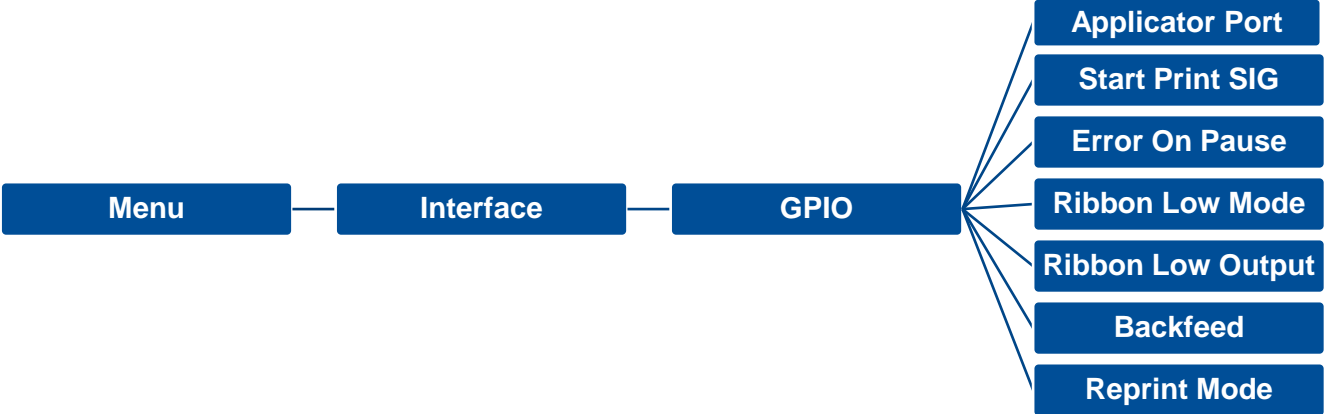 Menu
Interface
GPIO
Applicator Port
Start Print SIG
Error On Pause
Ribbon Low Mode
Ribbon Low Output
Backfeed
Reprint Mode